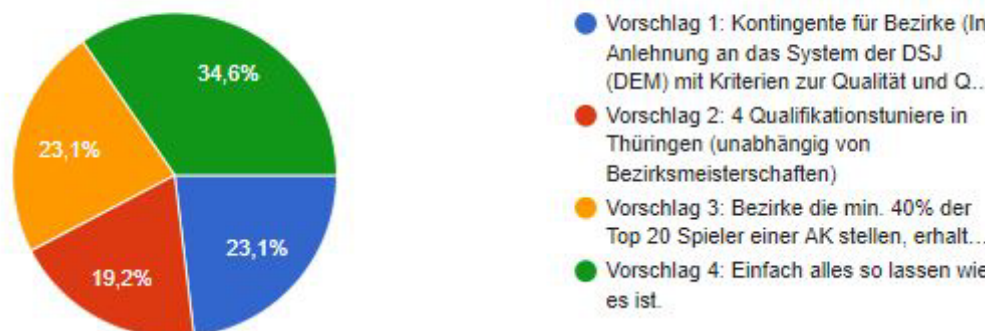 34,6%
23,1%
19,2%
23,1%
Vorschlag 1: Kontingente für Bezirke (In
Anlehnung an das System der DSJ
(DEM) mit Kriterien zur Qualität und Q…
Vorschlag 2: 4 Qualifikationstuniere in
Thüringen (unabhängig von
Bezirksmeisterschaften)
Vorschlag 3: Bezirke die min. 40% der
Top 20 Spieler einer AK stellen, erhalt…
Vorschlag 4: Einfach alles so lassen wie
es ist.